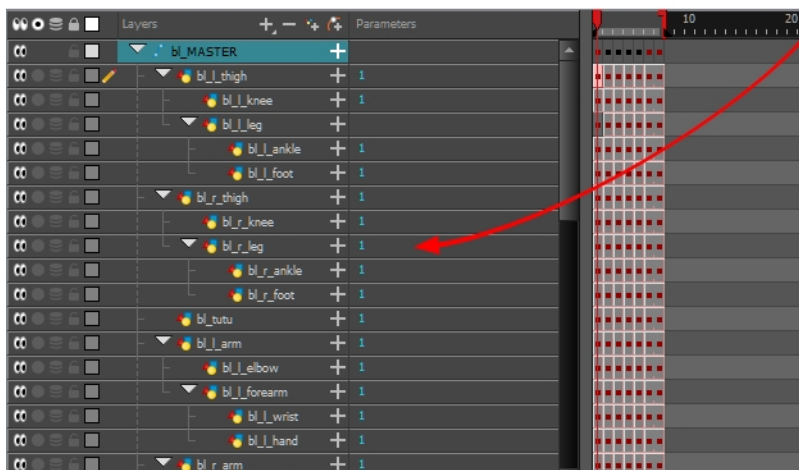 Layers Parameters 10 20
bl_MASTER
bl_l_thigh 1
bl_l_knee 1
bl_l_leg
bl_l_ankle 1
bl_l_foot 1
bl_r_thigh 1
bl_r_knee 1
bl_r_leg 1
bl_r_ankle 1
bl_r_foot 1
bl_tutu 1
bl_l_arm 1
bl_l_elbow 1
bl_l_forearm 1
bl_l_wrist 1
bl_l_hand 1
bl_r_arm 1